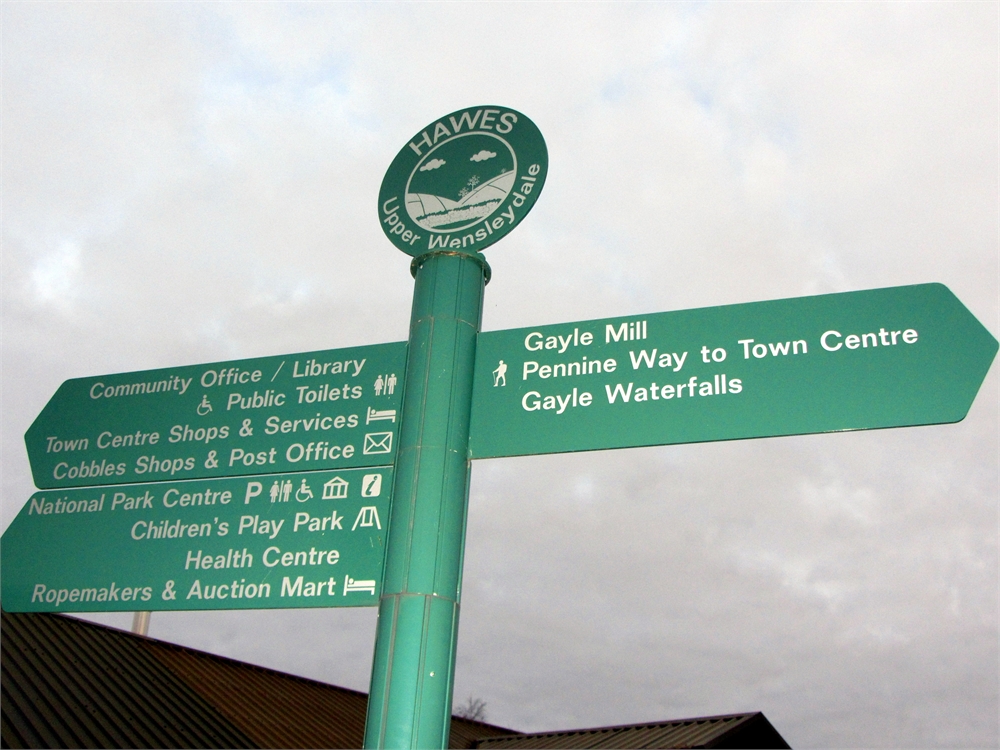 HAWES
Upper Wensleydale
Community Office / Library
Public Toilets
Town Centre Shops & Services
Cobbles Shops & Post Office
National Park Centre P i
Children's Play Park
Health Centre
Ropemakers & Auction Mart
Gayle Mill
Pennine Way to Town Centre
Gayle Waterfalls